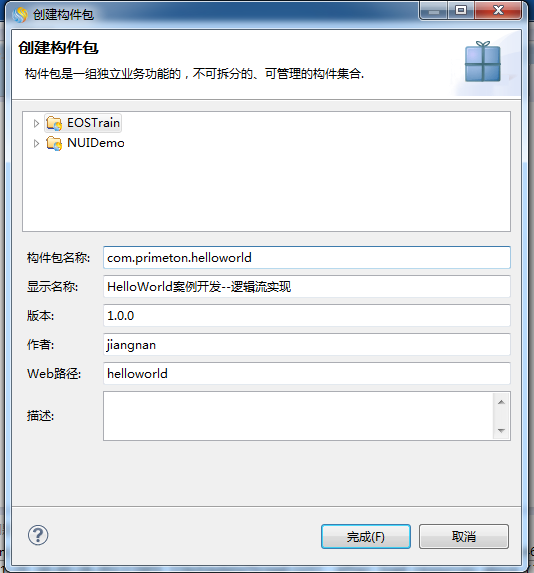 创建构件包
创建构件包
构件包是一组独立业务功能的，不可拆分的、可管理的构件集合.
EOSTrain
NUIDemo
构件包名称: com.primeton.helloworld
显示名称: HelloWorld案例开发--逻辑流实现
版本: 1.0.0
作者: jiangnan
Web路径: helloworld
描述:
完成(F) 取消